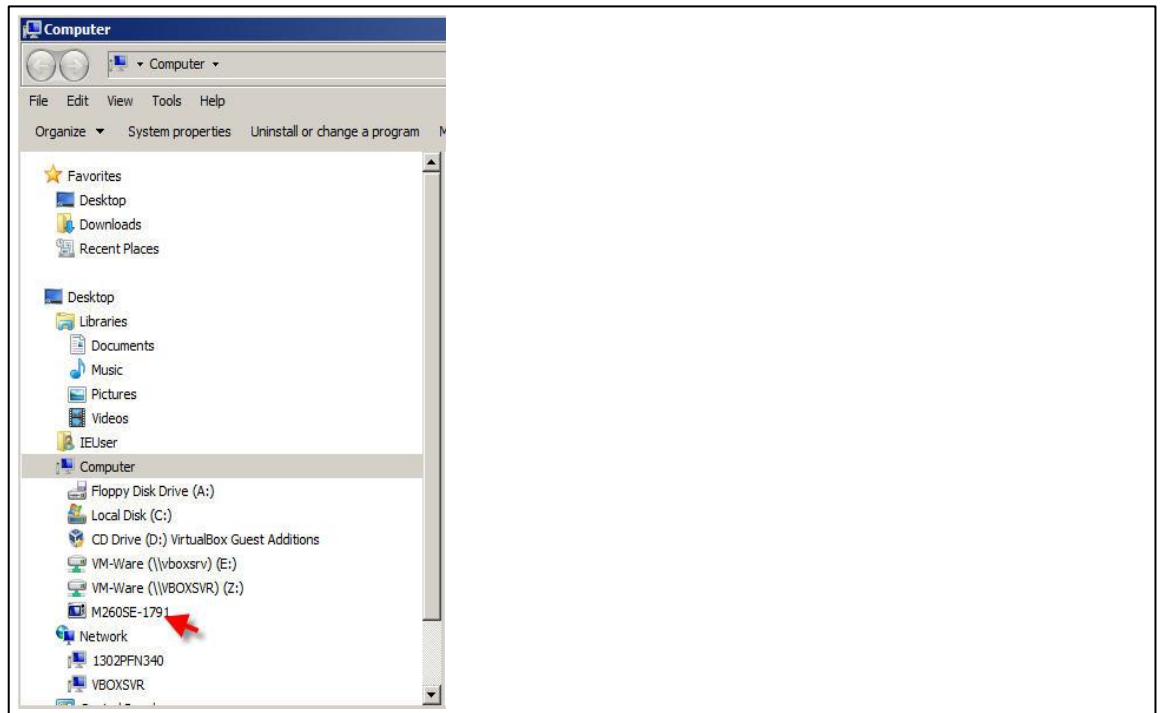 Computer
Computer
File Edit View Tools Help
Organize System properties Uninstall or change a program
Favorites
Desktop
Downloads
Recent Places
Desktop
Libraries
Documents
Music
Pictures
Videos
IEUser
Computer
Floppy Disk Drive (A:)
Local Disk (C:)
CD Drive (D:) VirtualBox Guest Additions
VM-Ware (\\vboxsrv) (E:)
VM-Ware (\\VBOXSVR) (Z:)
M260SE-1791
Network
1302PFN340
VBOXSVR